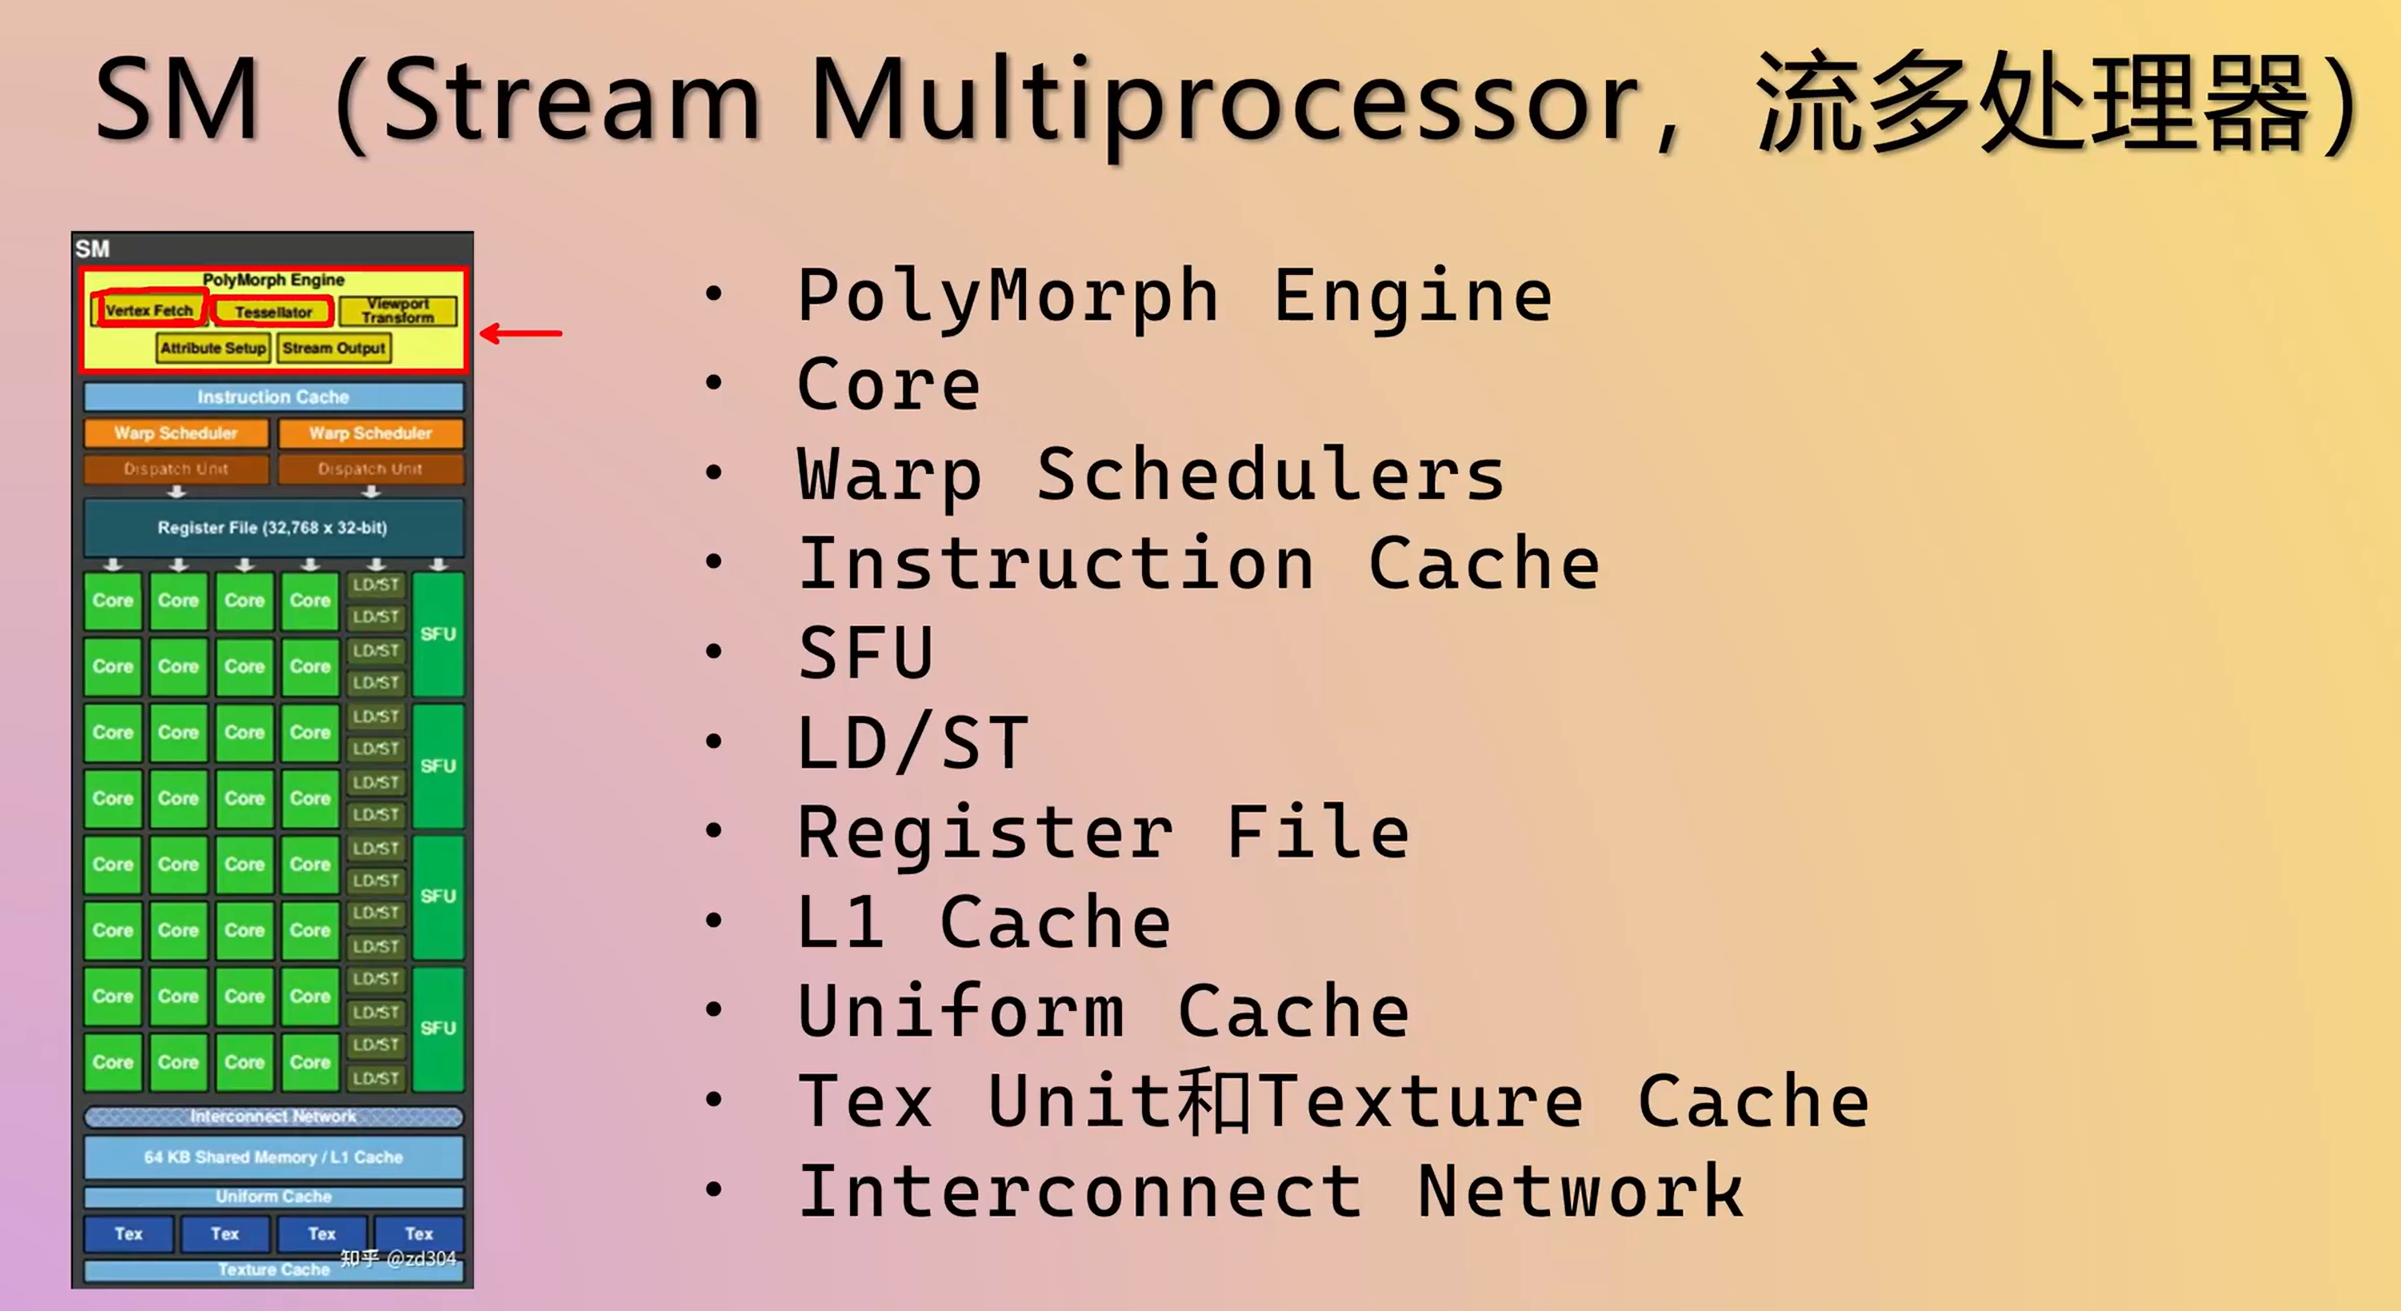 SM（Stream Multiprocessor，流多处理器）
SM
PolyMorph Engine
Vertex Fetch
Tessellator
Viewport
Transform
Attribute Setup
Stream Output
Instruction Cache
Warp Scheduler
Warp Scheduler
Dispatch Unit
Dispatch Unit
Register File (32,768 x 32-bit)
Core Core Core Core LD/ST
LD/ST
SFU
Core Core Core Core LD/ST
LD/ST
Core Core Core Core LD/ST
LD/ST
SFU
Core Core Core Core LD/ST
LD/ST
Core Core Core Core LD/ST
LD/ST
SFU
Core Core Core Core LD/ST
LD/ST
Core Core Core Core LD/ST
LD/ST
SFU
Core Core Core Core LD/ST
LD/ST
Interconnect Network
64 KB Shared Memory / L1 Cache
Uniform Cache
Tex Tex Tex Tex
知乎 @zd304
Texture Cache
• PolyMorph Engine
• Core
• Warp Schedulers
• Instruction Cache
• SFU
• LD/ST
• Register File
• L1 Cache
• Uniform Cache
• Tex Unit和Texture Cache
• Interconnect Network